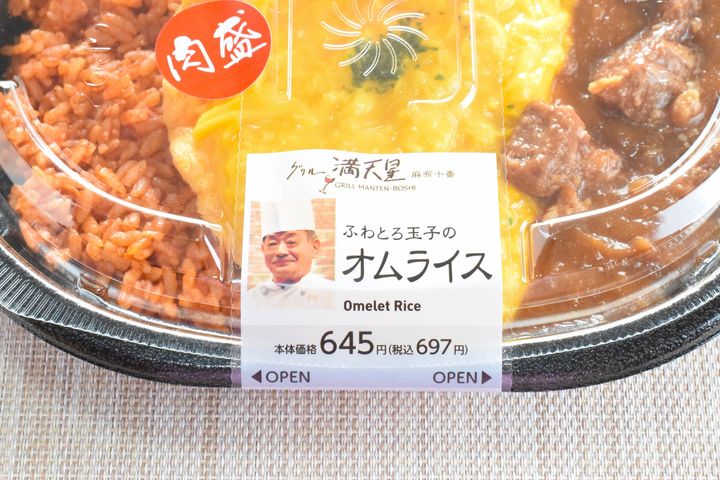 肉盛
グリル 満天星 麻布十番
GRILL MANTEN-BOSHI
ふわとろ玉子の
オムライス
Omelet Rice
本体価格645円(税込697円)
◀OPEN OPEN▶